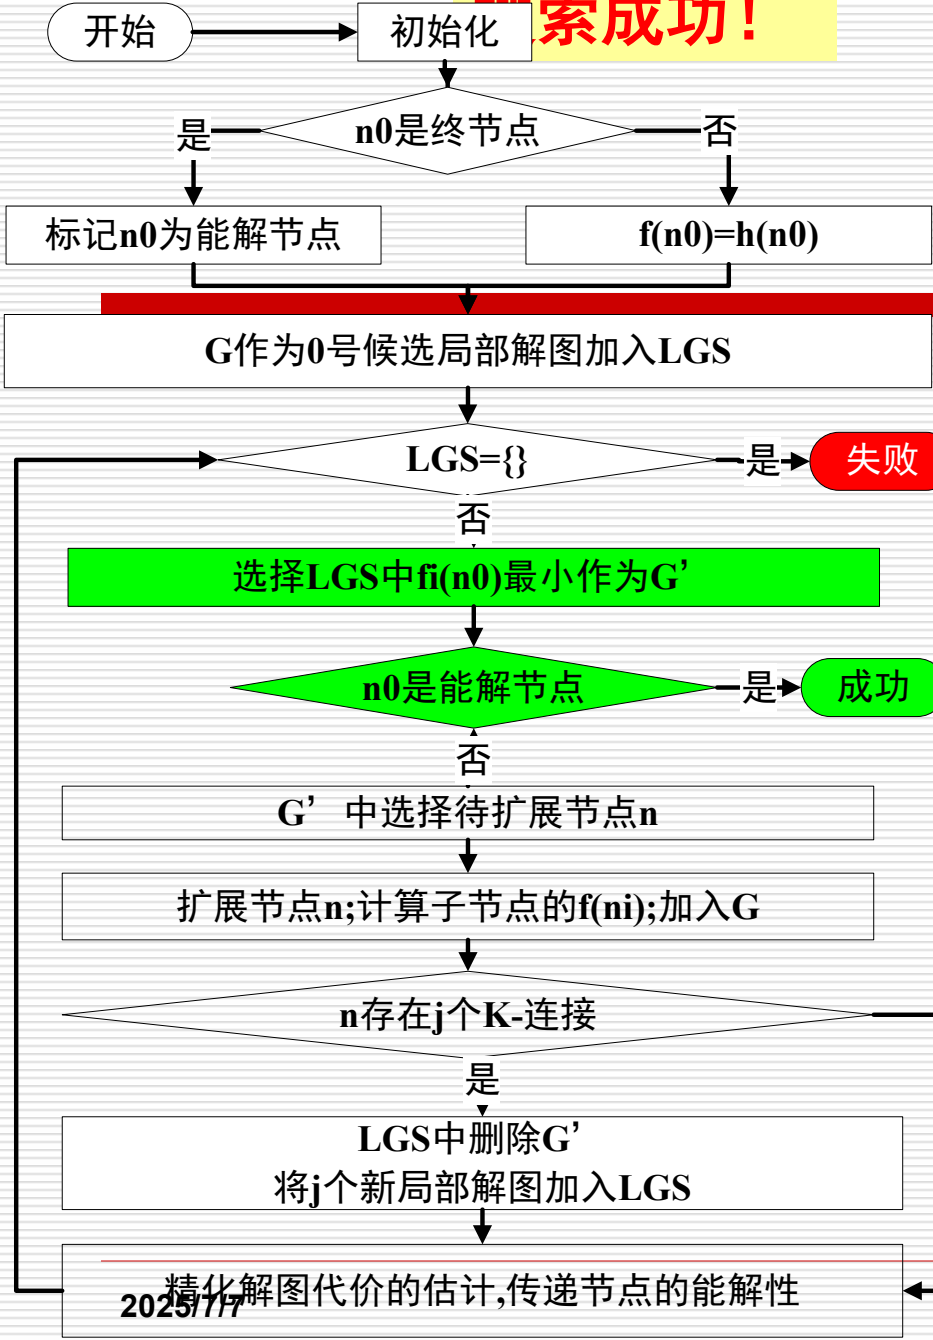 索成功！
开始
初始化
n0是终节点
是
否
标记n0为能解节点
f(n0)=h(n0)
G作为0号候选局部解图加入LGS
LGS={}
是
失败
否
选择LGS中fi(n0)最小作为G’
n0是能解节点
是
成功
否
G’ 中选择待扩展节点n
扩展节点n;计算子节点的f(ni);加入G
n存在j个K-连接
是
LGS中删除G’
将j个新局部解图加入LGS
精化解图代价的估计,传递节点的能解性
2025/7/7